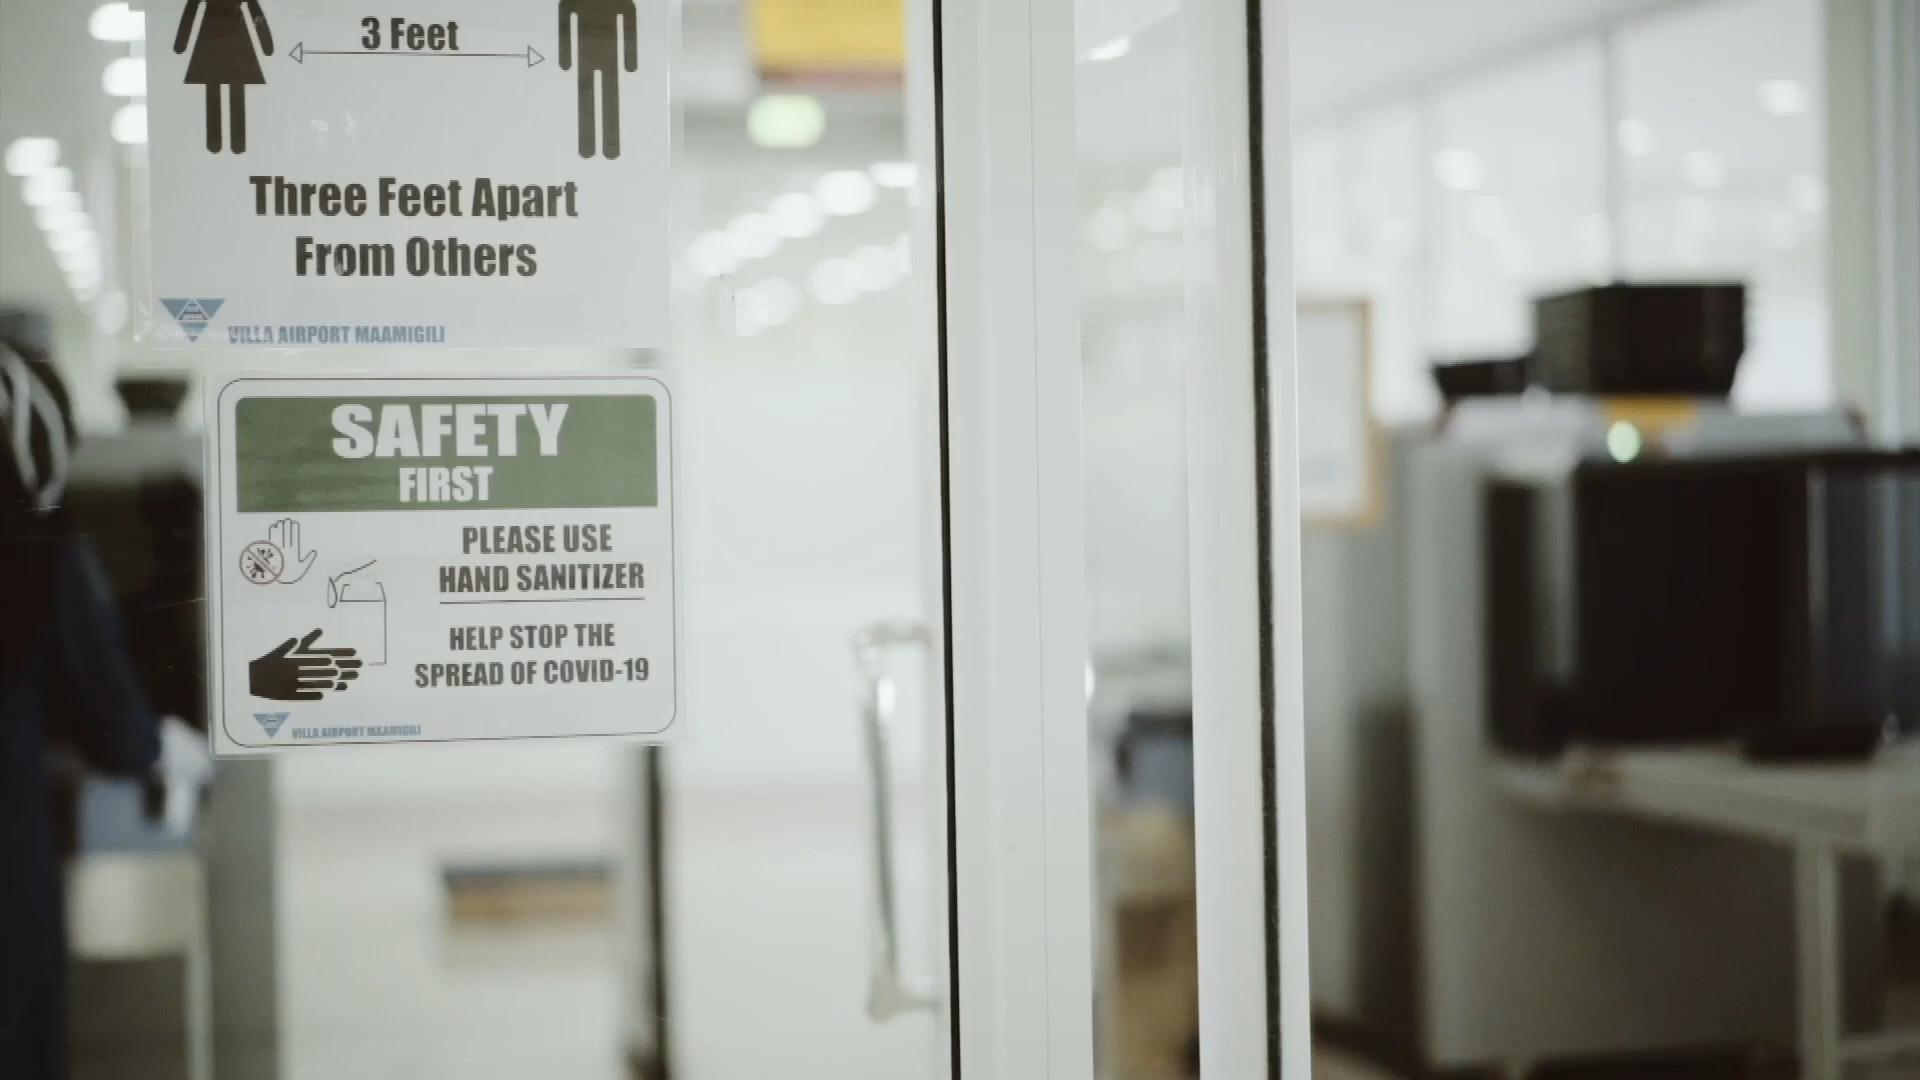 3 Feet
Three Feet Apart
From Others
VILLA AIRPORT MAAMIGILI
SAFETY
FIRST
PLEASE USE
HAND SANITIZER
HELP STOP THE
SPREAD OF COVID-19
VILLA AIRPORT MAAMIGILI